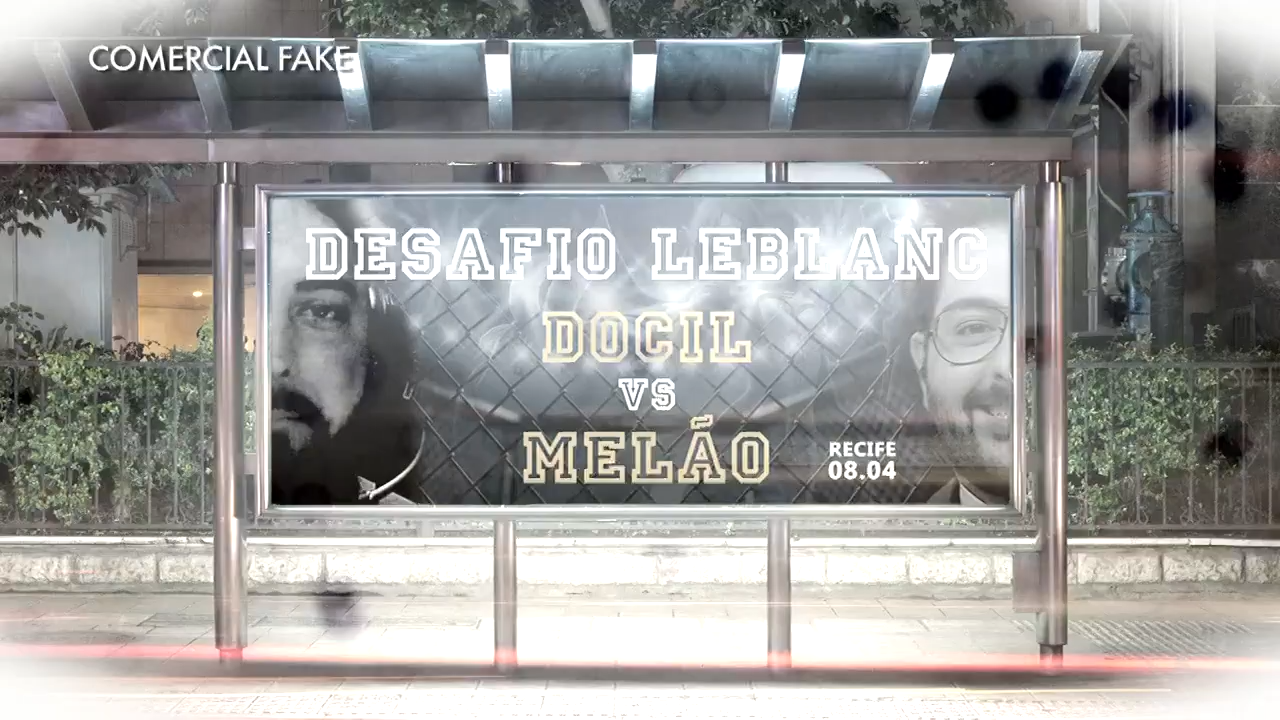 COMERCIAL FAKE
DESAFIO LEBLANC
DOCIL
VS
MELÃO
RECIFE
08.04